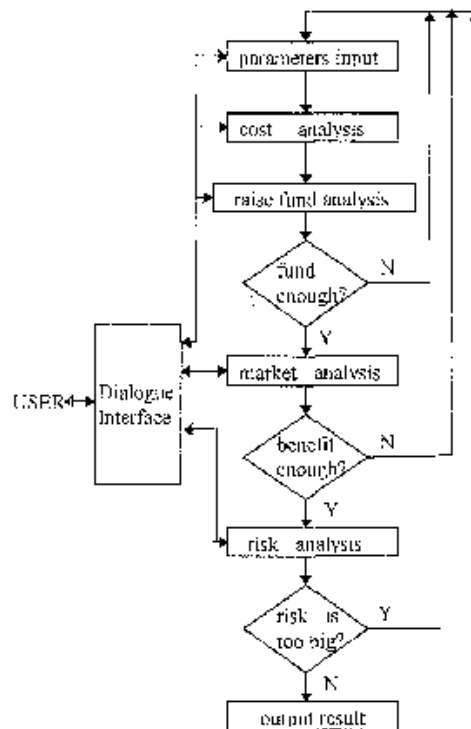 parameters input
cost analysis
raise fund analysis
fund
enough?
N
Y
market analysis
USER
Dialogue
Interface
benefit
enough?
N
Y
risk analysis
risk is
too big?
Y
N
output result